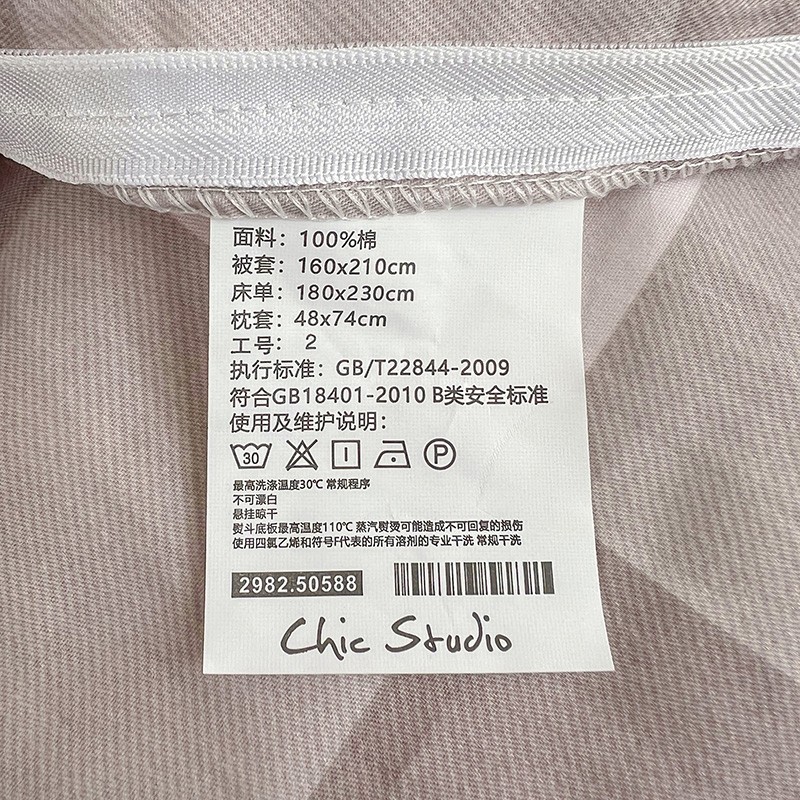 面料：100%棉
被套：160x210cm
床单：180x230cm
枕套：48x74cm
工号： 2
执行标准：GB/T22844-2009
符合GB18401-2010 B类安全标准
使用及维护说明：
30 P
最高洗涤温度30℃ 常规程序
不可漂白
悬挂晾干
熨斗底板最高温度110℃ 蒸汽熨烫可能造成不可回复的损伤
使用四氯乙烯和符号F代表的所有溶剂的专业干洗 常规干洗
2982.50588
Chic Studio